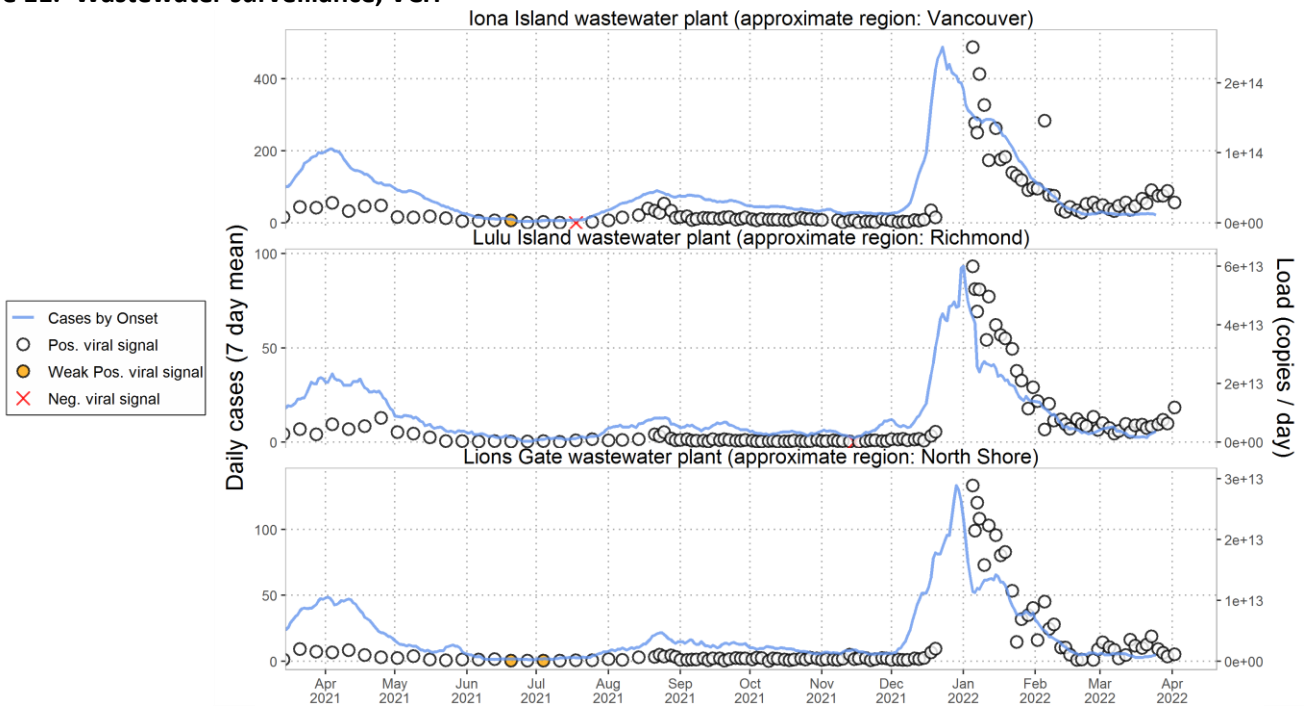 Iona Island wastewater plant (approximate region: Vancouver)
400
200
0
2e+14
1e+14
0e+00
Lulu Island wastewater plant (approximate region: Richmond)
100
50
0
6e+13
4e+13
2e+13
0e+00
Lions Gate wastewater plant (approximate region: North Shore)
100
50
0
3e+13
2e+13
1e+13
0e+00
Daily cases (7 day mean)
Load (copies / day)
Cases by Onset
Pos. viral signal
Weak Pos. viral signal
Neg. viral signal
Apr May Jun Jul Aug Sep Oct Nov Dec Jan Feb Mar Apr
2021 2021 2021 2021 2021 2021 2021 2021 2021 2022 2022 2022 2022